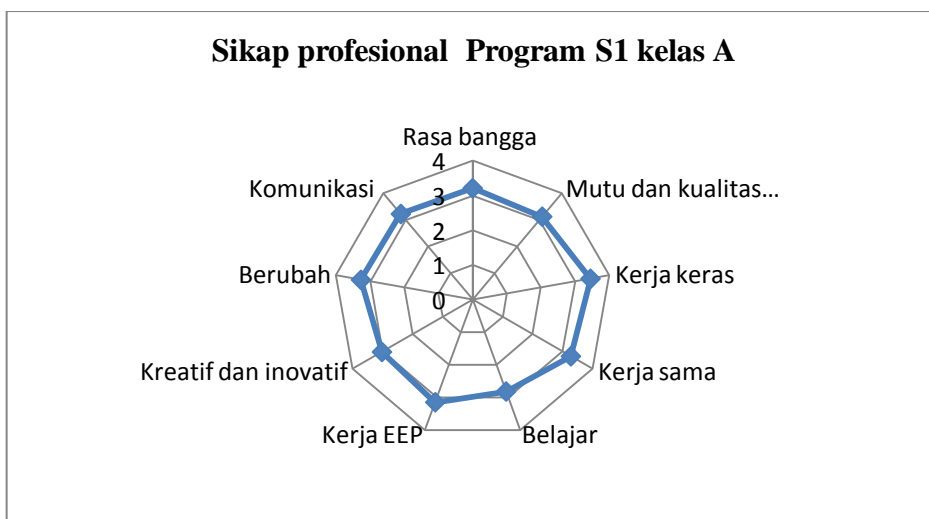 Sikap profesional  Program S1 kelas A
Rasa bangga
Mutu dan kualitas...
Kerja keras
Kerja sama
Belajar
Kerja EEP
Kreatif dan inovatif
Berubah
Komunikasi
4
3
2
1
0